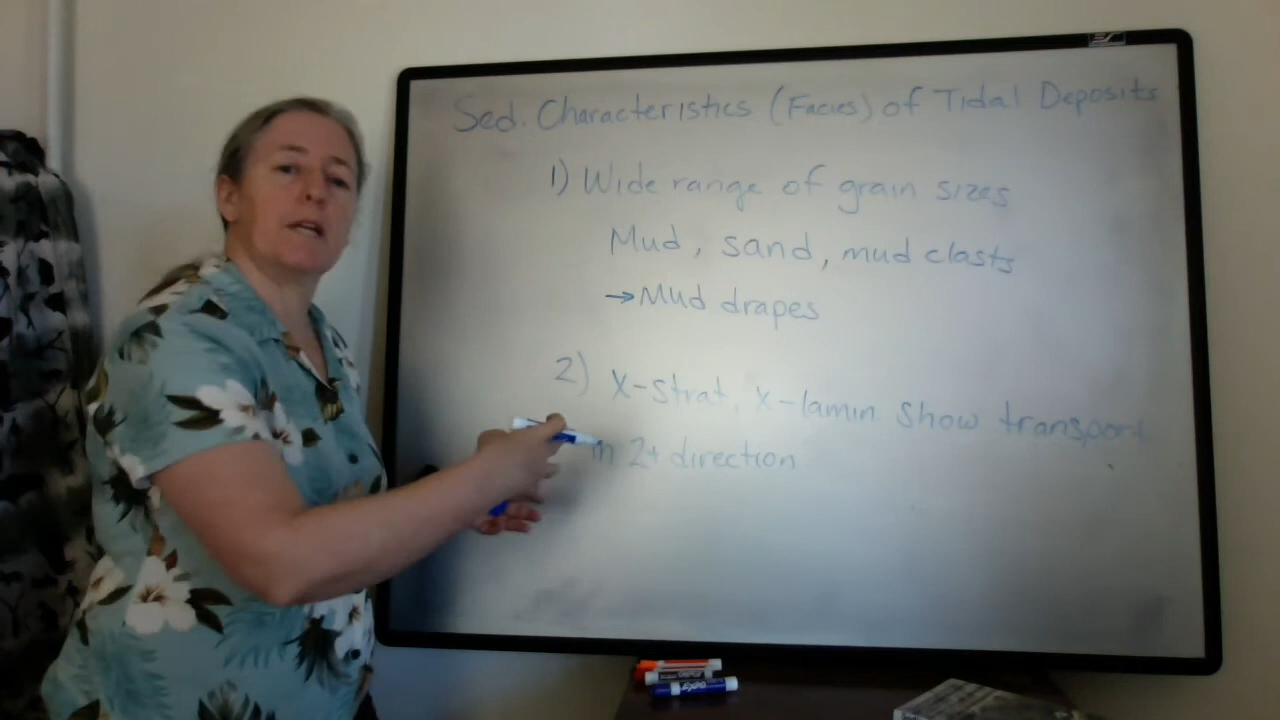 Sed. Characteristics (Facies) of Tidal Deposits
1) Wide range of grain sizes
Mud, sand, mud clasts
→ Mud drapes
2) X-strat, x-lamin show transport
in 2+ direction